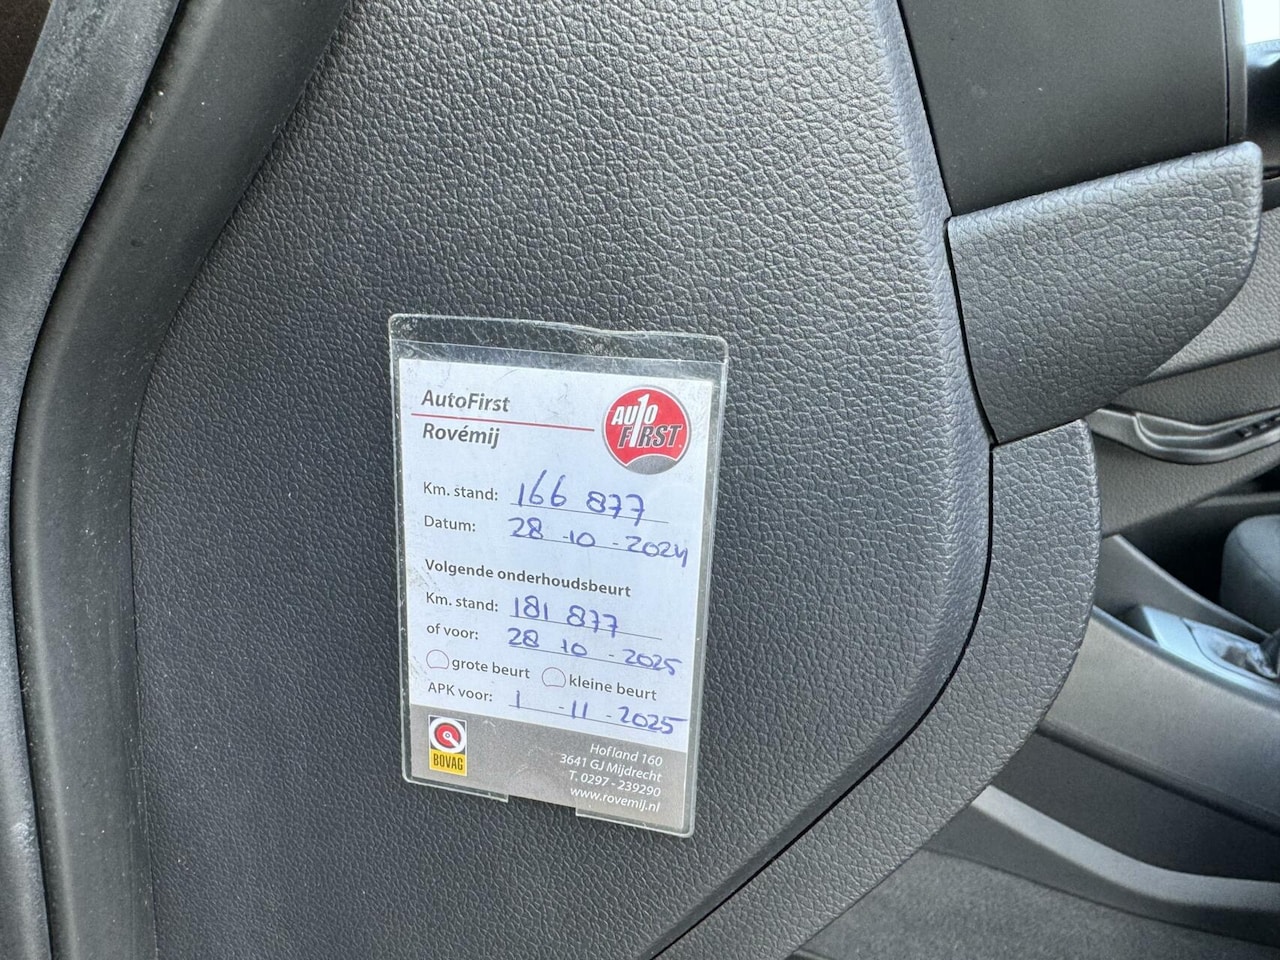 AutoFirst
Rovémij
AUTO FIRST
Km. stand: 166 877
Datum: 28 - 10 - 2024
Volgende onderhoudsbeurt
Km. stand: 181 877
of voor: 28 10 - 2025
grote beurt kleine beurt
APK voor: 1 - 11 - 2025
BOVAG
Hofland 160
3641 GJ Mijdrecht
T. 0297 - 239290
www.rovemij.nl